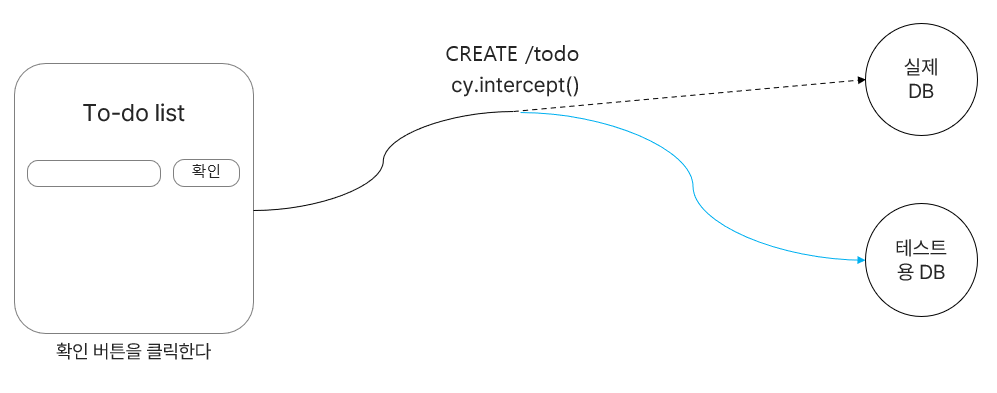 CREATE /todo
cy.intercept()
실제
DB
To-do list
확인
테스트
용 DB
확인 버튼을 클릭한다